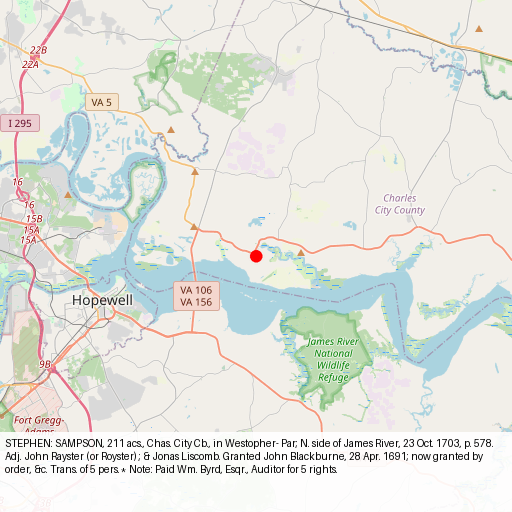 22B
22A
VA 5
I 295
16
16
15B
15A
15A
Charles
City County
VA 106
VA 156
Hopewell
James River
National
Wildlife
Refuge
9B
Fort Gregg-
Adams
STEPHEN: SAMPSON, 211 acs., Chas. City Co., in Westopher- Par; N. side of James River, 23 Oct. 1703, p. 578.
Adj. John Rayster (or Royster); & Jonas Liscomb. Granted John Blackburne, 28 Apr. 1691; now granted by
order, &c. Trans. of 5 pers. * Note: Paid Wm. Byrd, Esqr., Auditor for 5 rights.